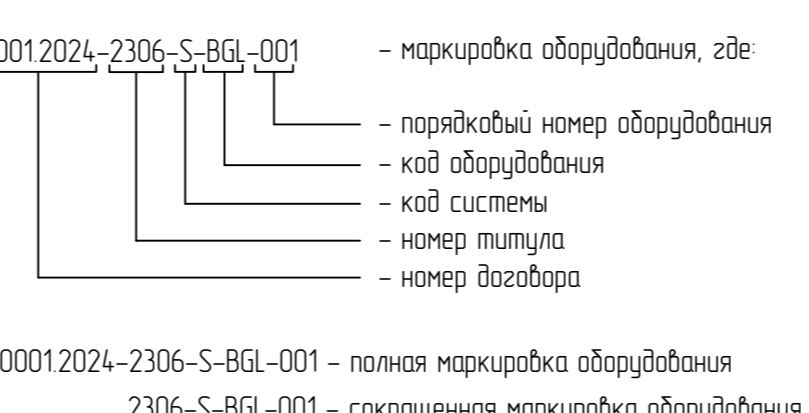 001.2024-2306-S-BGL-001 – маркировка оборудования, где:
– порядковый номер оборудования
– код оборудования
– код системы
– номер титула
– номер договора
0001.2024-2306-S-BGL-001 – полная маркировка оборудования
2306-S-BGL-001 – сокращенная маркировка оборудования